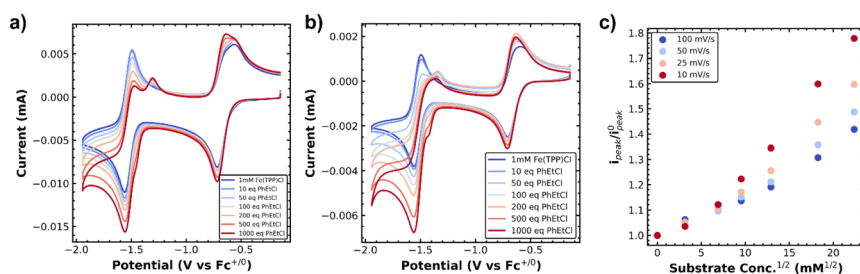 a)
0.005
0.000
−0.005
−0.010
−0.015
Current (mA)
−2.0
−1.5
−1.0
−0.5
0.0
Potential (V vs Fc+/0)
1mM Fe(TPP)Cl
10 eq PhEtCl
50 eq PhEtCl
100 eq PhEtCl
200 eq PhEtCl
500 eq PhEtCl
1000 eq PhEtCl
b)
0.002
0.000
−0.002
−0.004
−0.006
Current (mA)
−2.0
−1.5
−1.0
−0.5
0.0
Potential (V vs Fc+/0)
1mM Fe(TPP)Cl
10 eq PhEtCl
50 eq PhEtCl
100 eq PhEtCl
200 eq PhEtCl
500 eq PhEtCl
1000 eq PhEtCl
c)
1.8
1.7
1.6
1.5
1.4
1.3
1.2
1.1
1.0
ipeak/i0peak
100 mV/s
50 mV/s
25 mV/s
10 mV/s
0
5
10
15
20
Substrate Conc.1/2 (mM1/2)